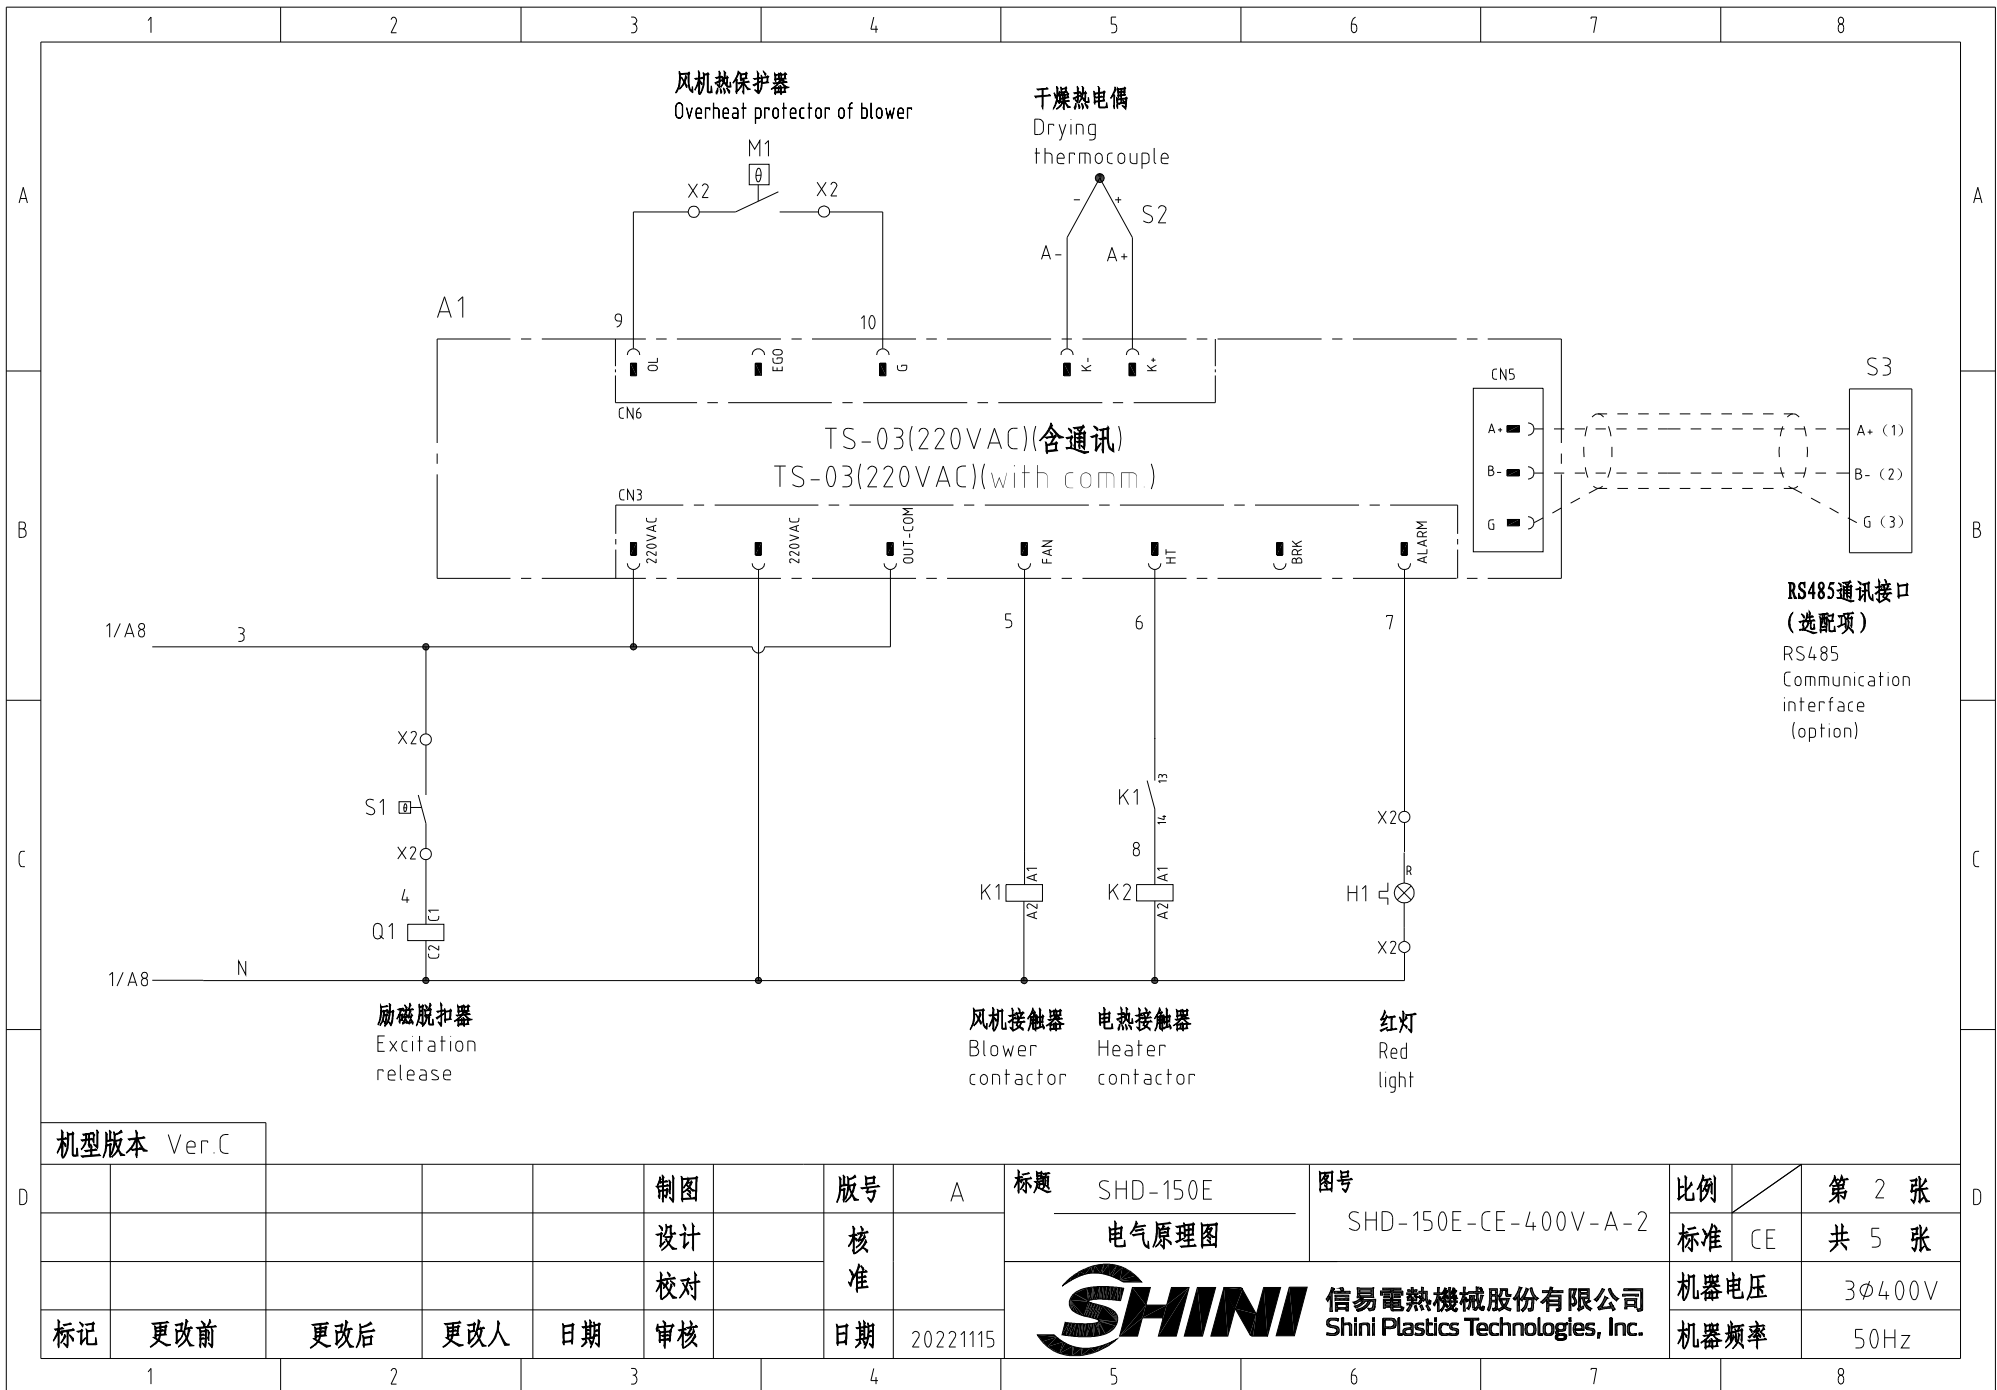 1 2 3 4 5 6 7 8
风机热保护器
Overheat protector of blower
M1
θ
X2 X2
干燥热电偶
Drying
thermocouple
- +
S2
A- A+
A A
A1
9 10
OL EGO G K- K+
CN6
TS-03(220VAC)(含通讯)
TS-03(220VAC)(with comm.)
CN3
220VAC 220VAC OUT-COM FAN HT BRK ALARM
CN5
A+
B-
G
S3
A+ (1)
B- (2)
G (3)
B B
RS485通讯接口
(选配项)
RS485
Communication
interface
(option)
1/A8 3
5 6 7
X2
S1 θ
X2
4
Q1 C1 C2
K1 13 14
8
K1 A1 A2
K2 A1 A2
X2
R
H1
X2
C C
1/A8 N
励磁脱扣器
Excitation
release
风机接触器
Blower
contactor
电热接触器
Heater
contactor
红灯
Red
light
机型版本 Ver.C
D D
制图 版号 A
设计 核准
校对
标记 更改前 更改后 更改人 日期 审核 日期 20221115
标题 SHD-150E
电气原理图
图号
SHD-150E-CE-400V-A-2
比例 第 2 张
标准 CE 共 5 张
机器电压 3Φ400V
机器频率 50Hz
SHINI
信易電熱機械股份有限公司
Shini Plastics Technologies, Inc.
1 2 3 4 5 6 7 8